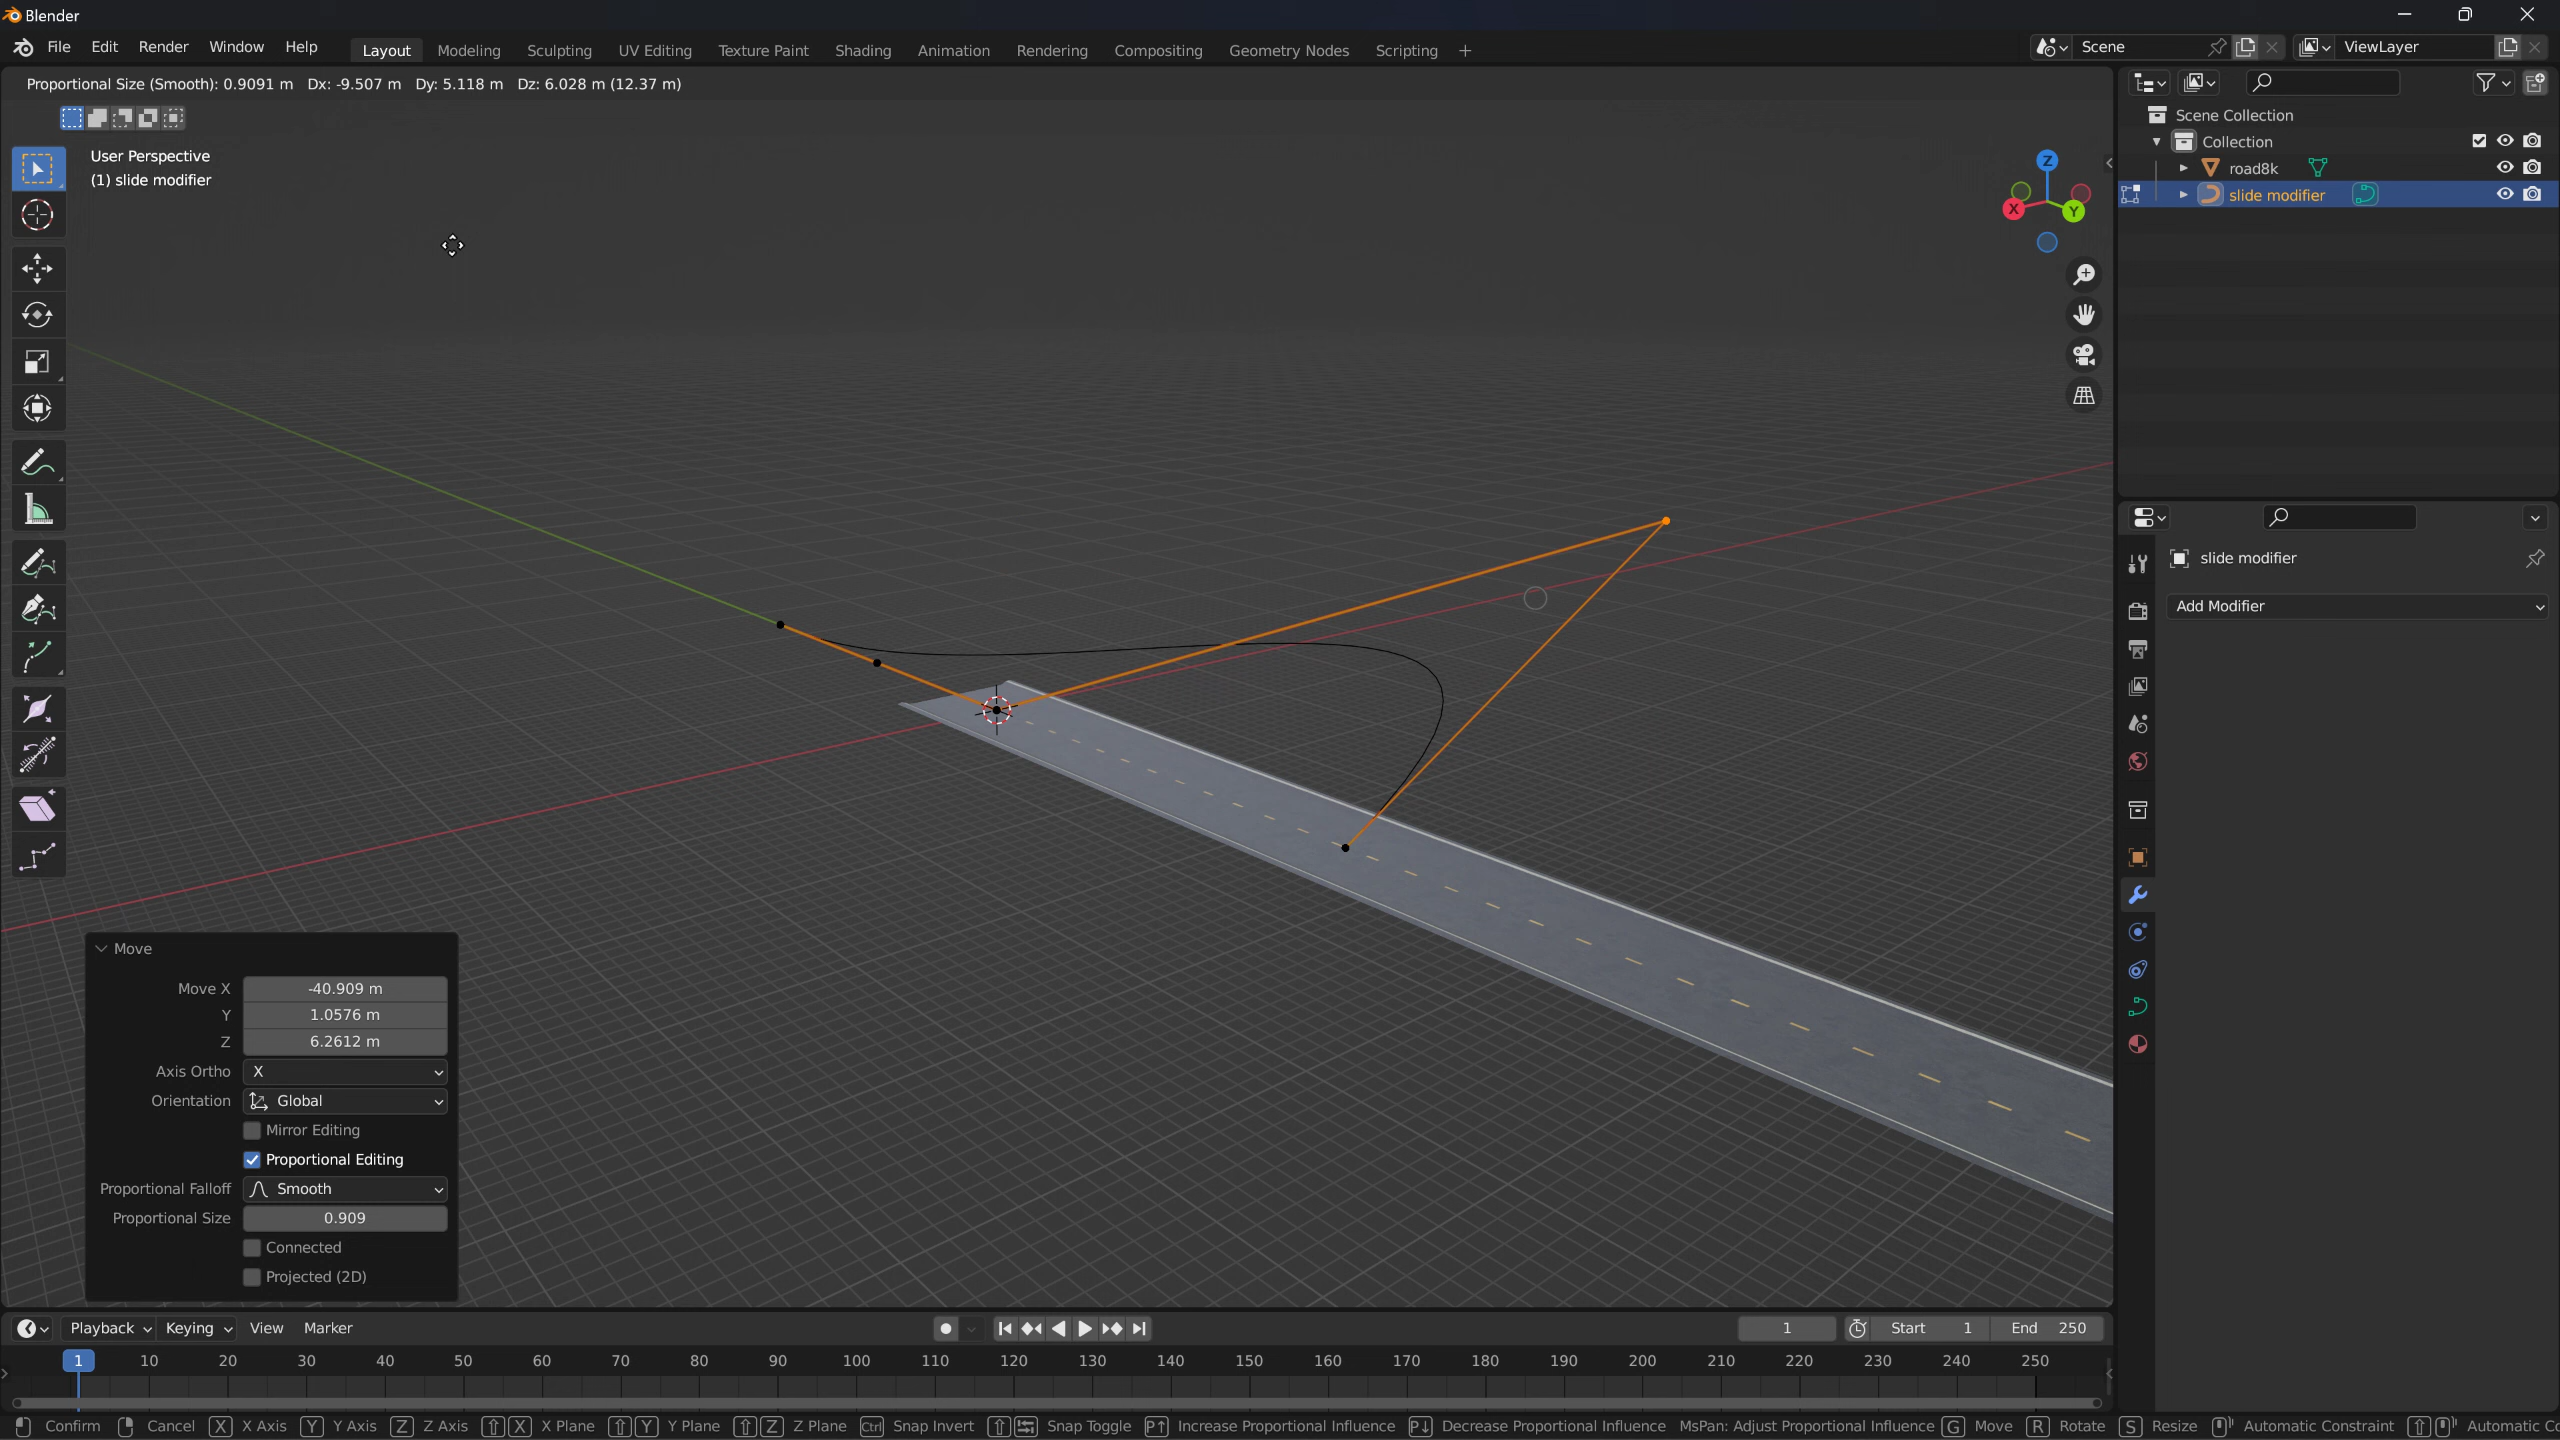 Blender
File Edit Render Window Help Layout Modeling Sculpting UV Editing Texture Paint Shading Animation Rendering Compositing Geometry Nodes Scripting + Scene ViewLayer
Proportional Size (Smooth): 0.9091 m Dx: -9.507 m Dy: 5.118 m Dz: 6.028 m (12.37 m)
User Perspective
(1) slide modifier
Z
X
Y
Scene Collection
Collection
road8k
slide modifier
slide modifier
Add Modifier
Move
Move X -40.909 m
Y 1.0576 m
Z 6.2612 m
Axis Ortho X
Orientation Global
Mirror Editing
Proportional Editing
Proportional Falloff Smooth
Proportional Size 0.909
Connected
Projected (2D)
Playback Keying View Marker 1 Start 1 End 250
1 10 20 30 40 50 60 70 80 90 100 110 120 130 140 150 160 170 180 190 200 210 220 230 240 250
Confirm Cancel X X Axis Y Y Axis Z Z Axis X X Plane Y Y Plane Z Z Plane Ctrl Snap Invert Snap Toggle P↑ Increase Proportional Influence P↓ Decrease Proportional Influence MsPan: Adjust Proportional Influence G Move R Rotate S Resize Automatic Constraint Automatic Co